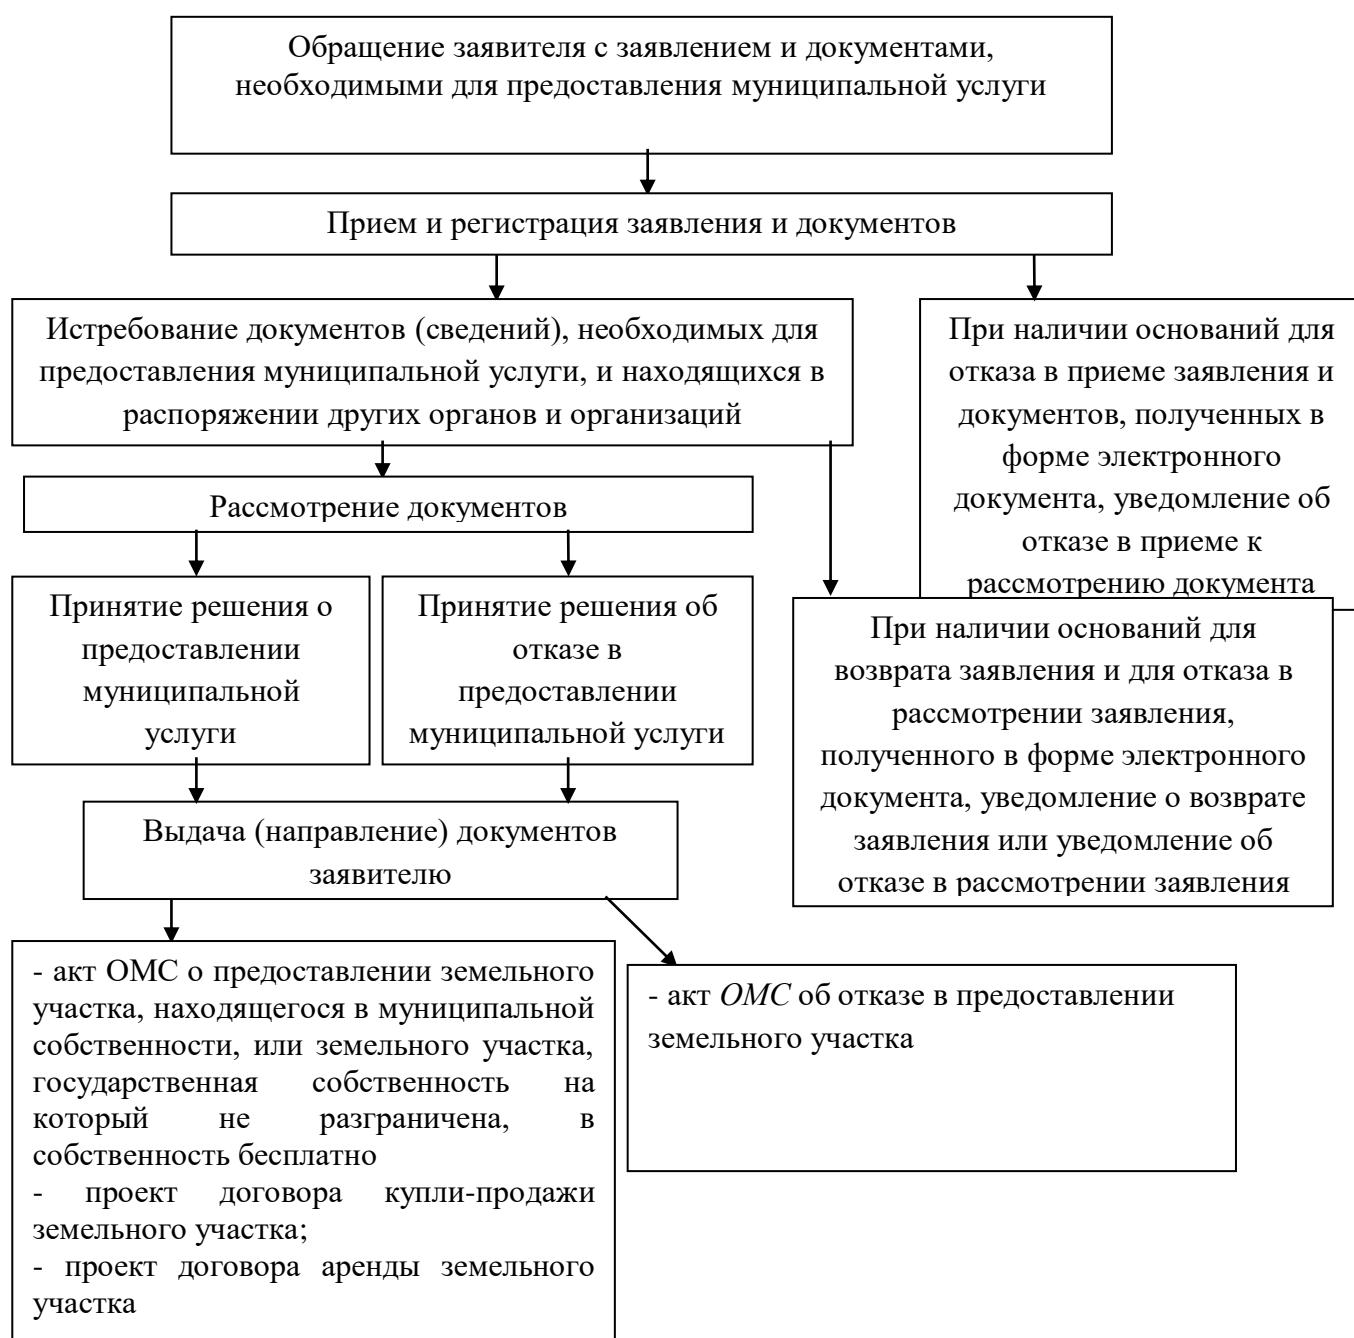 Обращение заявителя с заявлением и документами,
необходимыми для предоставления муниципальной услуги
Прием и регистрация заявления и документов
Истребование документов (сведений), необходимых для
предоставления муниципальной услуги, и находящихся в
распоряжении других органов и организаций
При наличии оснований для
отказа в приеме заявления и
документов, полученных в
форме электронного
документа, уведомление об
отказе в приеме к
рассмотрению документа
Рассмотрение документов
Принятие решения о
предоставлении
муниципальной
услуги
Принятие решения об
отказе в
предоставлении
муниципальной услуги
При наличии оснований для
возврата заявления и для отказа в
рассмотрении заявления,
полученного в форме электронного
документа, уведомление о возврате
заявления или уведомление об
отказе в рассмотрении заявления
Выдача (направление) документов
заявителю
- акт ОМС о предоставлении земельного
участка, находящегося в муниципальной
собственности, или земельного участка,
государственная собственность на
который не разграничена, в
собственность бесплатно
- проект договора купли-продажи
земельного участка;
- проект договора аренды земельного
участка
- акт ОМС об отказе в предоставлении
земельного участка